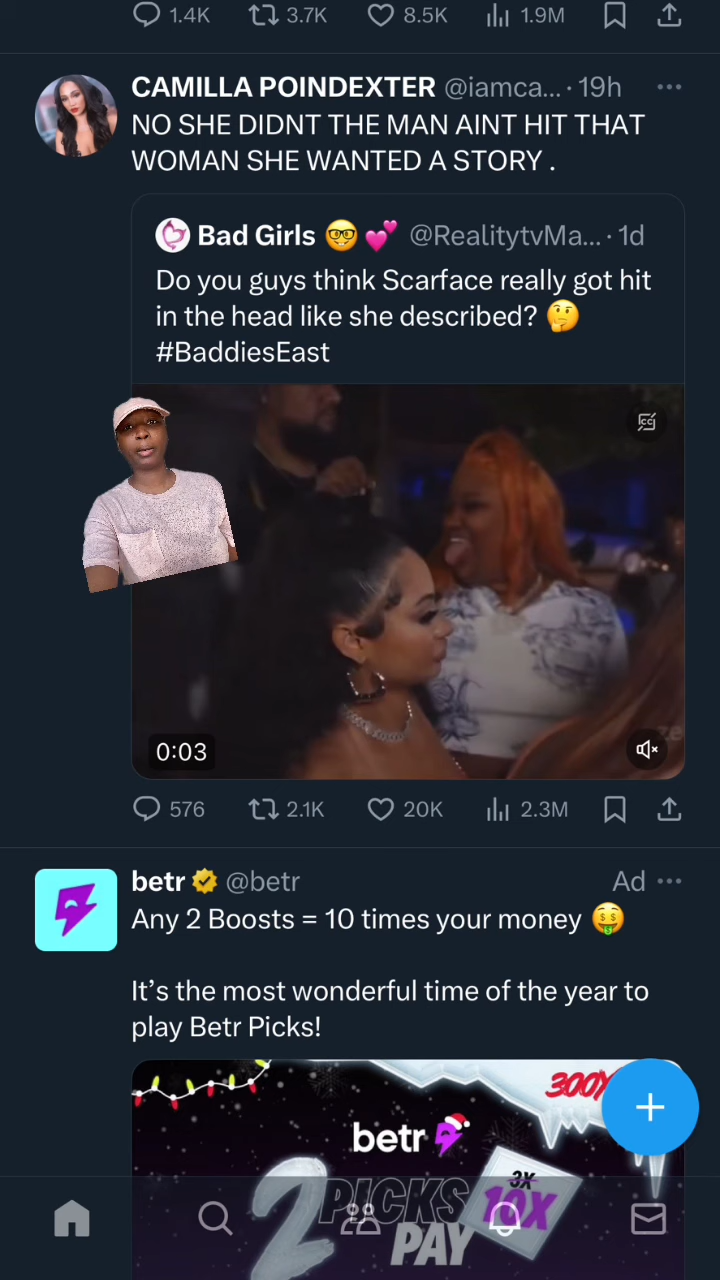 1.4K 3.7K 8.5K 1.9M
CAMILLA POINDEXTER @iamca... · 19h
NO SHE DIDNT THE MAN AINT HIT THAT
WOMAN SHE WANTED A STORY .
Bad Girls 🤓 💕 @RealitytvMa... · 1d
Do you guys think Scarface really got hit
in the head like she described? 🤔
#BaddiesEast
CC
0:03
ze
576 2.1K 20K 2.3M
betr @betr Ad
Any 2 Boosts = 10 times your money 🤑
It's the most wonderful time of the year to
play Betr Picks!
300X
betr
3X
2 PICKS 10X
PAY